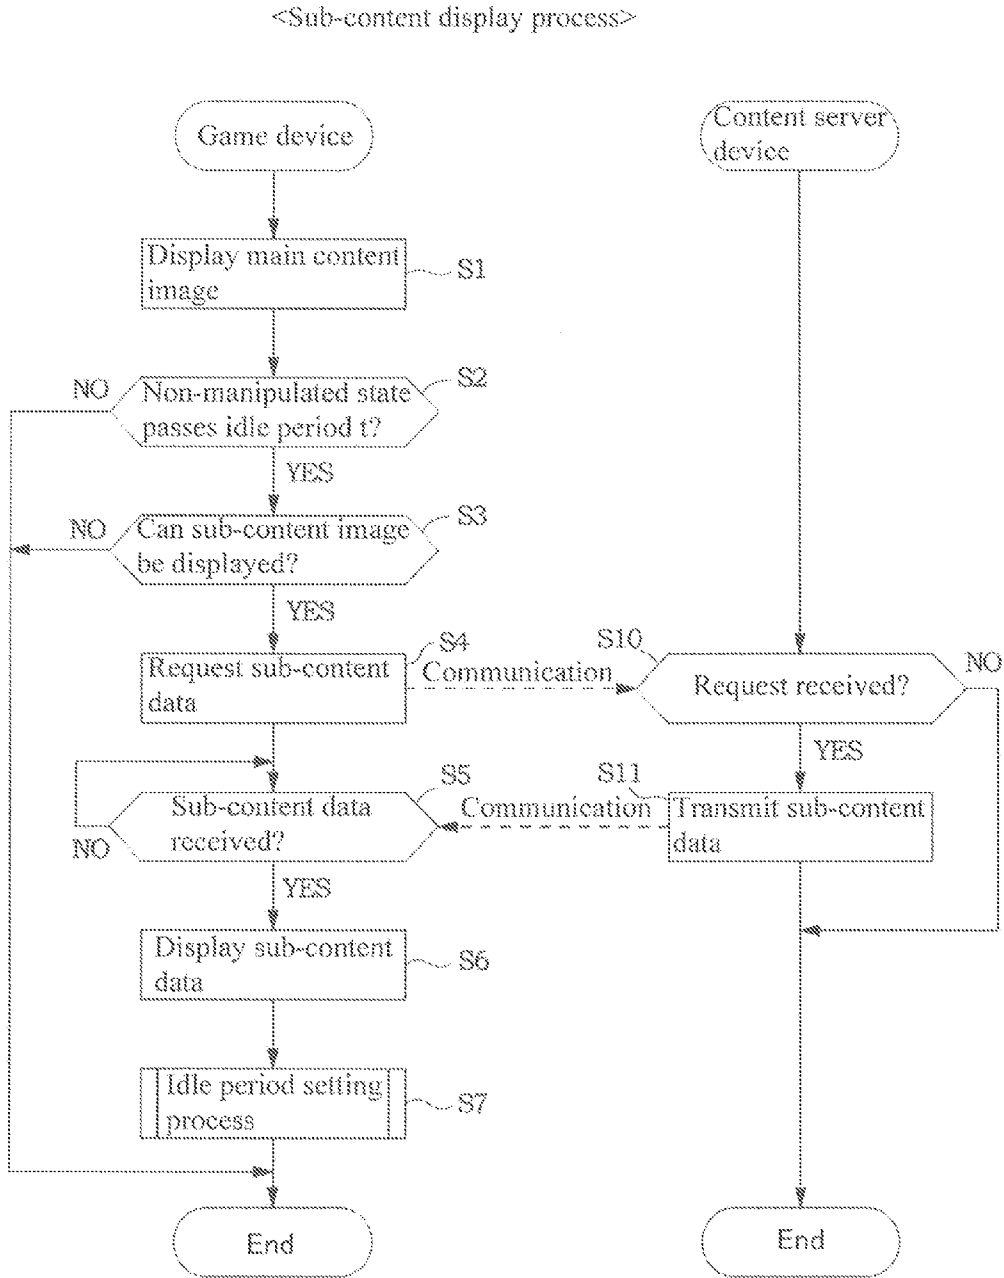 <Sub-content display process>
Game device
Content server
device
Display main content
image
S1
NO
Non-manipulated state
passes idle period t?
S2
YES
NO
Can sub-content image
be displayed?
S3
YES
Request sub-content
data
S4
Communication
S10
Request received?
NO
YES
Sub-content data
received?
S5
NO
Communication
S11
Transmit sub-content
data
YES
Display sub-content
data
S6
Idle period setting
process
S7
End
End